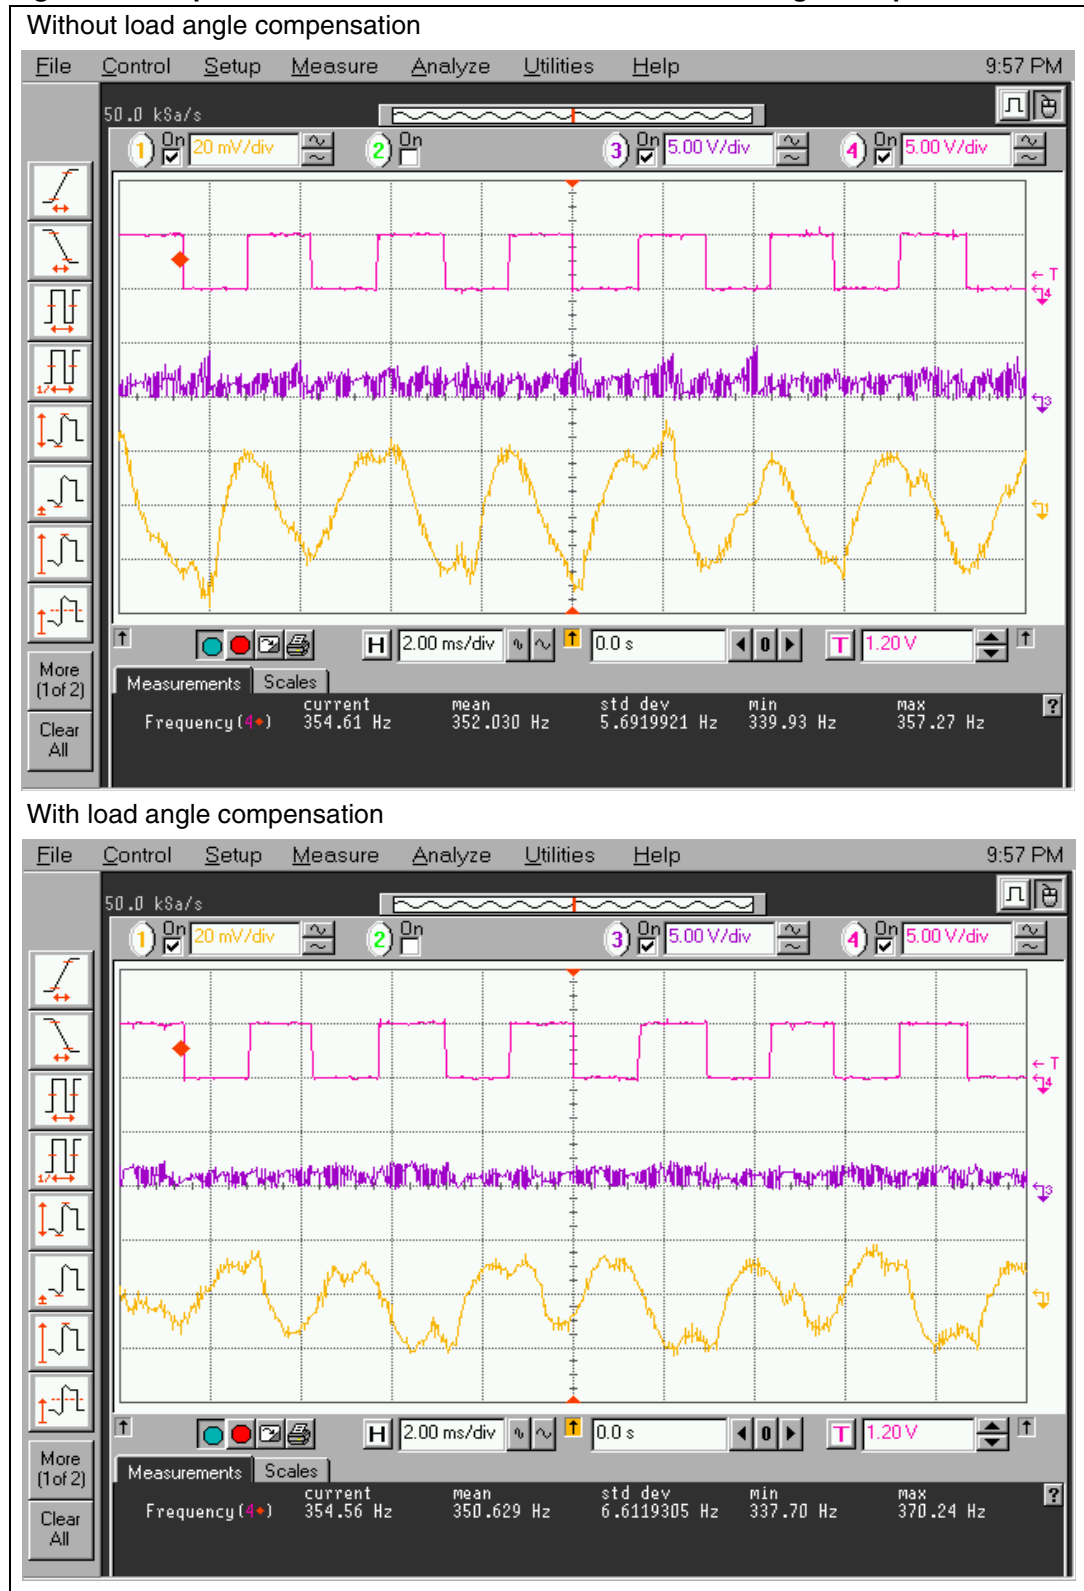 Without load angle compensation
File Control Setup Measure Analyze Utilities Help 9:57 PM
50.0 kSa/s
1 On 20 mV/div 2 On 3 On 5.00 V/div 4 On 5.00 V/div
T
4
3
1
More
(1 of 2)
Clear
All
H 2.00 ms/div 0.0 s 0 T 1.20 V
Measurements Scales
current mean std dev min max
Frequency(4) 354.61 Hz 352.030 Hz 5.6919921 Hz 339.93 Hz 357.27 Hz
?
With load angle compensation
File Control Setup Measure Analyze Utilities Help 9:57 PM
50.0 kSa/s
1 On 20 mV/div 2 On 3 On 5.00 V/div 4 On 5.00 V/div
T
4
3
1
More
(1 of 2)
Clear
All
H 2.00 ms/div 0.0 s 0 T 1.20 V
Measurements Scales
current mean std dev min max
Frequency(4) 354.56 Hz 350.629 Hz 6.6119305 Hz 337.70 Hz 370.24 Hz
?